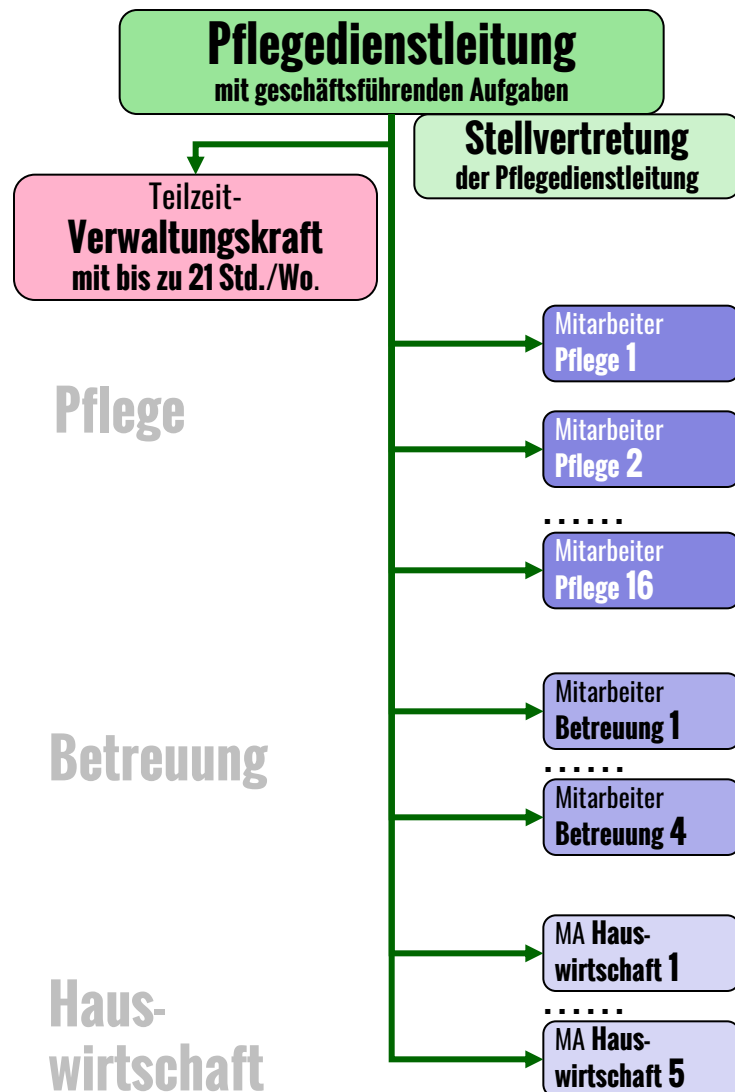 Pflegedienstleitung
mit geschäftsführenden Aufgaben
Stellvertretung
der Pflegedienstleitung
Teilzeit-
Verwaltungskraft
mit bis zu 21 Std./Wo.
Pflege
Mitarbeiter
Pflege 1
Mitarbeiter
Pflege 2
......
Mitarbeiter
Pflege 16
Betreuung
Mitarbeiter
Betreuung 1
......
Mitarbeiter
Betreuung 4
Haus-
wirtschaft
MA Haus-
wirtschaft 1
......
MA Haus-
wirtschaft 5